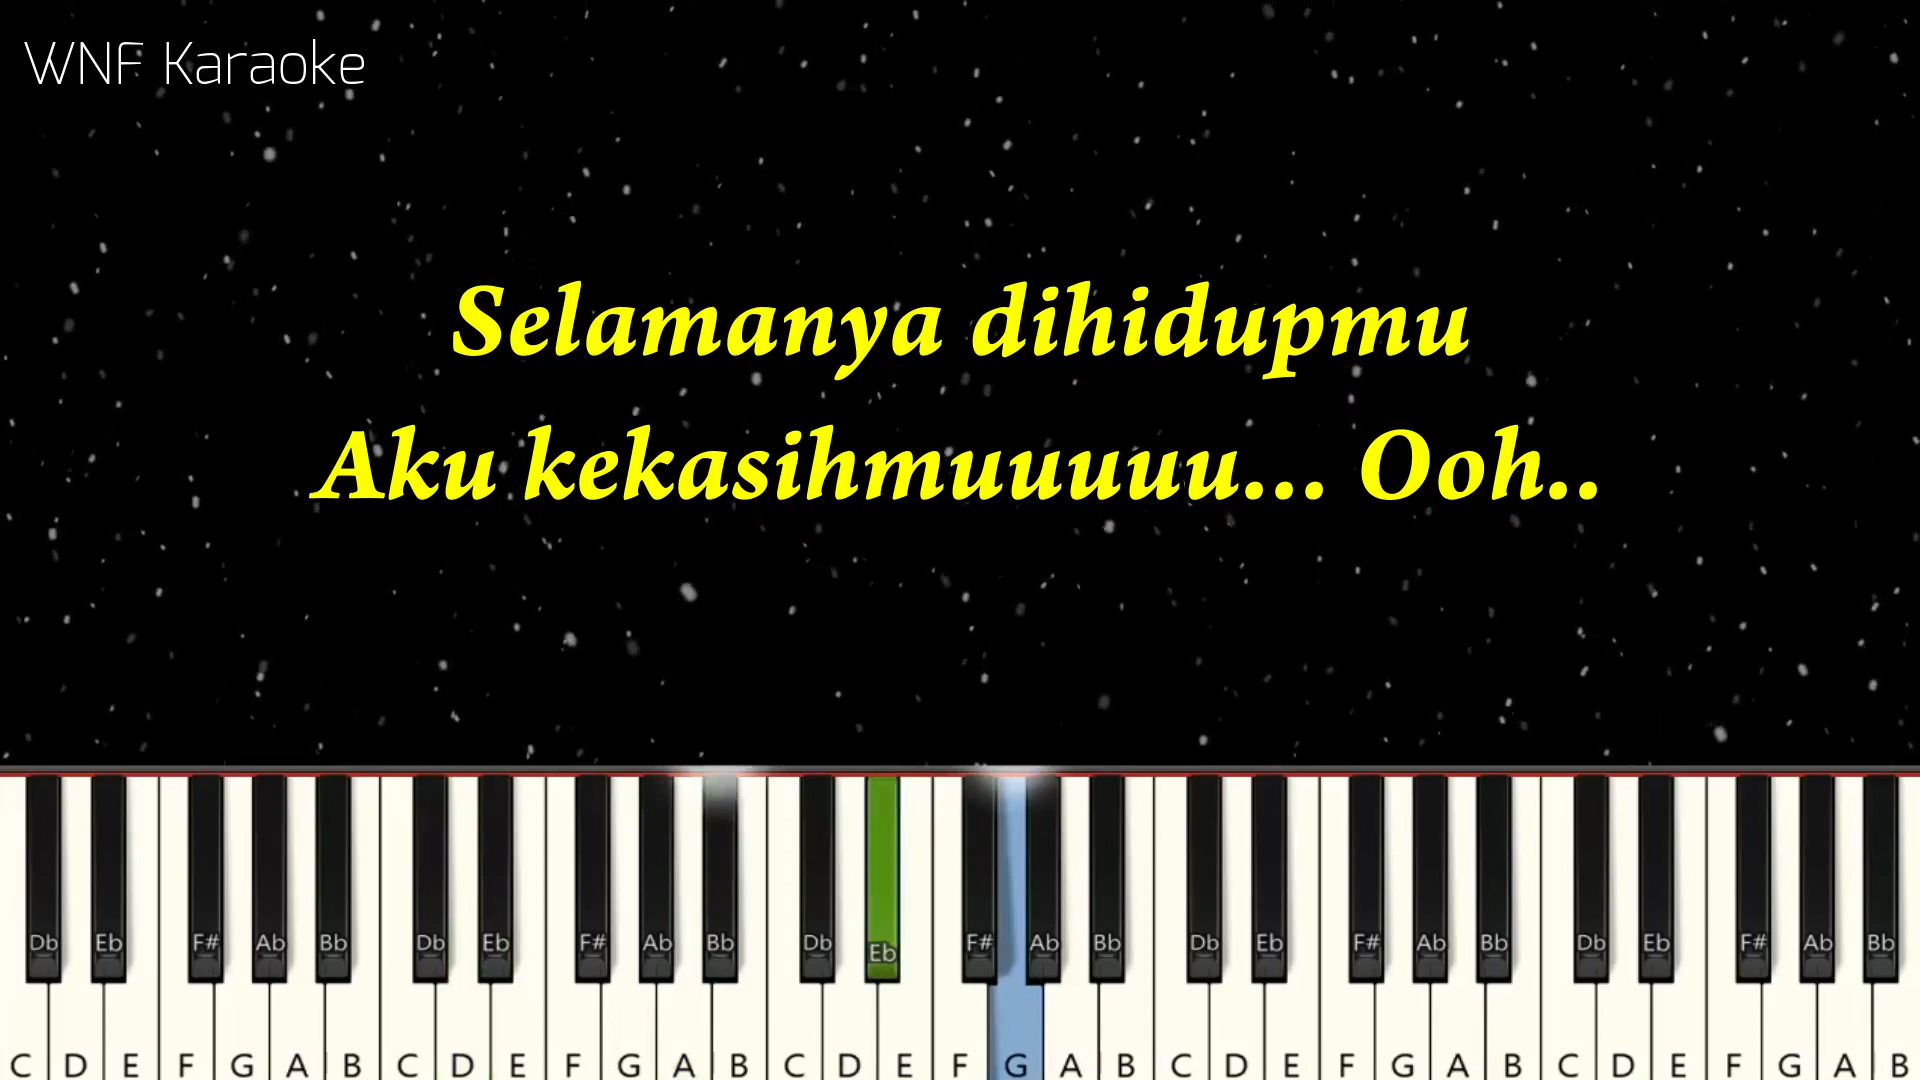 WNF Karaoke
Selamanya dihidupmu
Aku kekasihmuuuuu... Ooh..
Db Eb F# Ab Bb Db Eb F# Ab Bb Db Eb F# Ab Bb Db Eb F# Ab Bb Db Eb F# Ab Bb
C D E F G A B C D E F G A B C D E F G A B C D E F G A B C D E F G A B